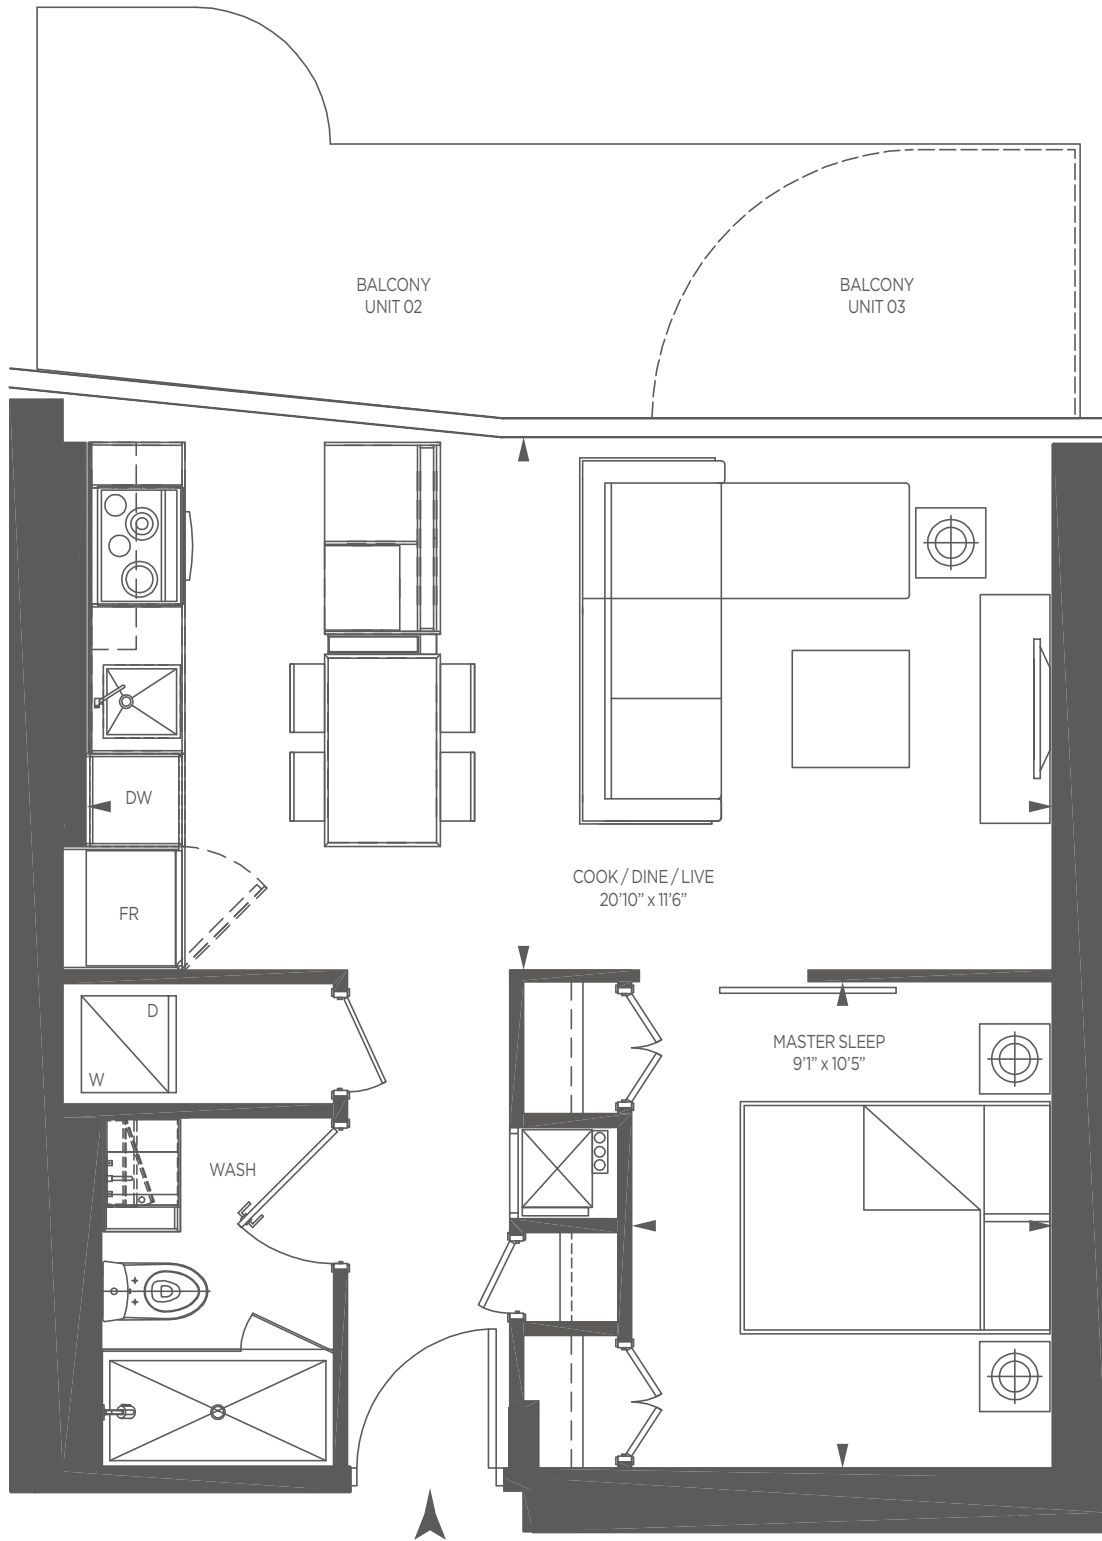 BALCONY
UNIT 02
BALCONY
UNIT 03
DW
COOK / DINE / LIVE
20'10” x 11'6”
FR
D
W
MASTER SLEEP
9'1” x 10'5”
WASH